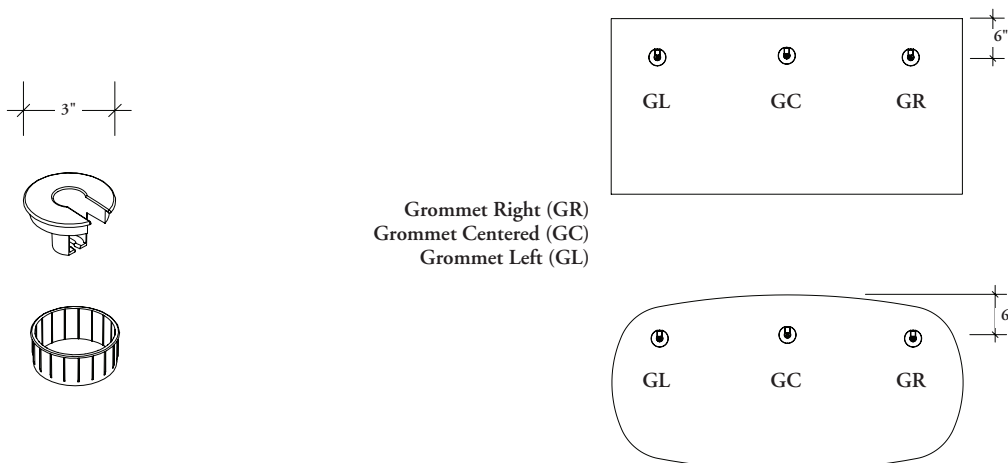 3"
6"
GL GC GR
Grommet Right (GR)
Grommet Centered (GC)
Grommet Left (GL)
6
GL GC GR